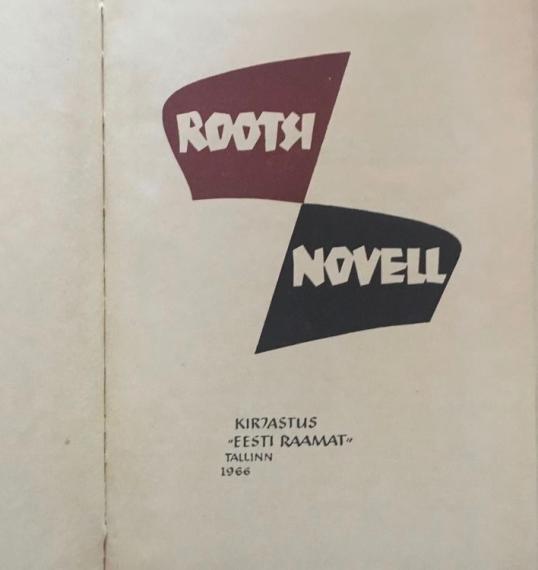 ROOTSI
NOVELL
KIRJASTUS
"EESTI RAAMAT"
TALLINN
1966